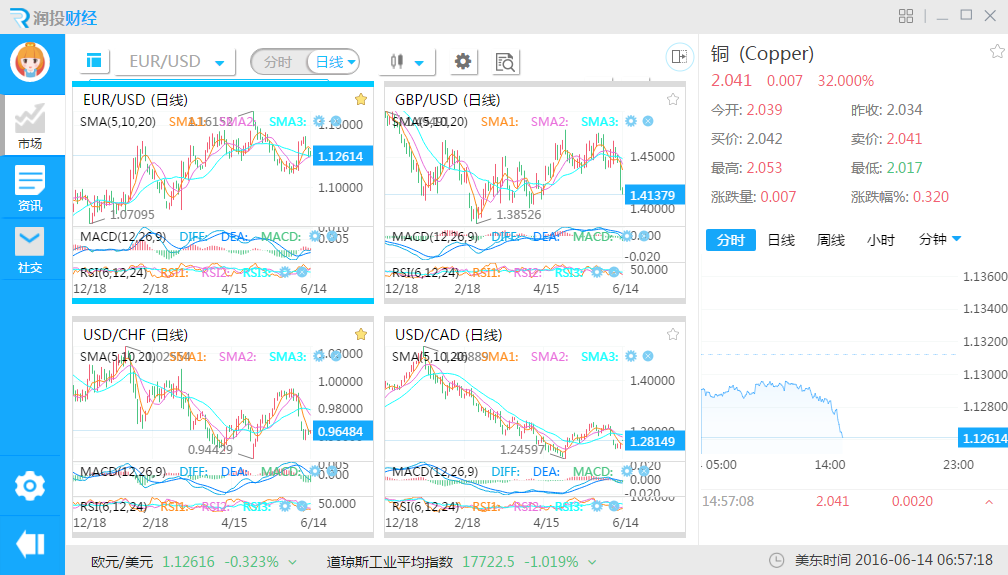 润投财经
EUR/USD
分时
日线
市场
资讯
社交
EUR/USD (日线)
SMA(5,10,20) SMA1: SMA2: SMA3:
1.16152
1.15000
1.12614
1.10000
1.07095
MACD(12,26,9) DIFF: DEA: MACD:
0.010
0.005
RSI(6,12,24) RSI1: RSI2: RSI3:
12/18 2/18 4/15 6/14
GBP/USD (日线)
SMA(5,10,20) SMA1: SMA2: SMA3:
1.45000
1.41379
1.40000
1.38526
MACD(12,26,9) DIFF: DEA: MACD:
0.000
-0.020
RSI(6,12,24) RSI1: RSI2: RSI3:
50.000
12/18 2/18 4/15 6/14
USD/CHF (日线)
SMA(5,10,20) SMA1: SMA2: SMA3:
1.02000
1.00000
0.98000
0.96484
0.94429
MACD(12,26,9) DIFF: DEA: MACD:
0.005
RSI(6,12,24) RSI1: RSI2: RSI3:
50.000
12/18 2/18 4/15 6/14
USD/CAD (日线)
SMA(5,10,20) SMA1: SMA2: SMA3:
1.40000
1.28149
1.24597
MACD(12,26,9) DIFF: DEA: MACD:
0.020
0.000
-0.020
RSI(6,12,24) RSI1: RSI2: RSI3:
50.000
12/18 2/18 4/15 6/14
铜 (Copper)
2.041 0.007 32.000%
今开: 2.039 昨收: 2.034
买价: 2.042 卖价: 2.041
最高: 2.053 最低: 2.017
涨跌量: 0.007 涨跌幅%: 0.320
分时 日线 周线 小时 分钟
1.13600
1.13400
1.13200
1.13000
1.12800
1.12614
05:00 14:00 23:00
14:57:08 2.041 0.0020
欧元/美元 1.12616 -0.323% 道琼斯工业平均指数 17722.5 -1.019% 美东时间 2016-06-14 06:57:18